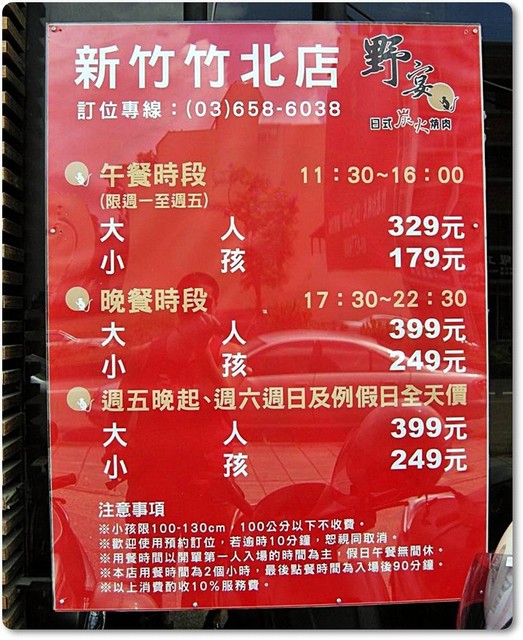 新竹竹北店
訂位專線：(03)658-6038
野宴
日式炭火燒肉
午餐時段 11：30~16：00
(限週一至週五)
大 人 329元
小 孩 179元
晚餐時段 17：30~22：30
大 人 399元
小 孩 249元
週五晚起、週六週日及例假日全天價
大 人 399元
小 孩 249元
注意事項
※小孩限100-130cm，100公分以下不收費。
※歡迎使用預約訂位，若逾時10分鐘，恕視同取消。
※用餐時間以開單第一人入場的時間為主，假日午餐無間休。
※本店用餐時間為2個小時，最後點餐時間為入場後90分鐘。
※以上消費酌收10%服務費。